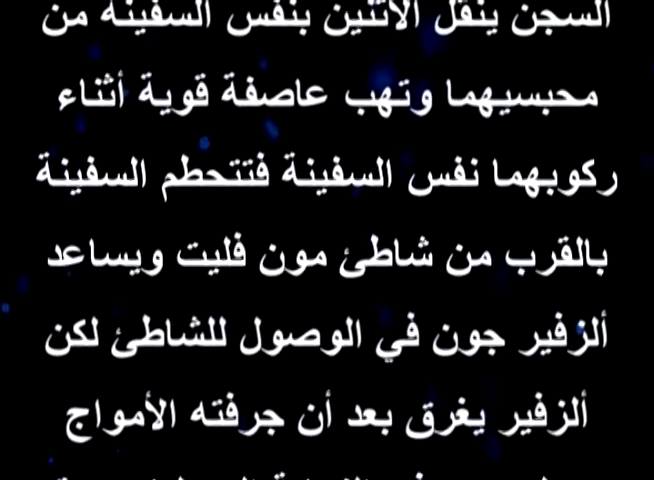 السجن ينقل الاثنين بنفس السفينة من
محبسيهما وتهب عاصفة قوية أثناء
ركوبهما نفس السفينة فتتحطم السفينة
بالقرب من شاطئ مون فليت ويساعد
ألزفير جون في الوصول للشاطئ لكن
ألزفير يغرق بعد أن جرفته الأمواج